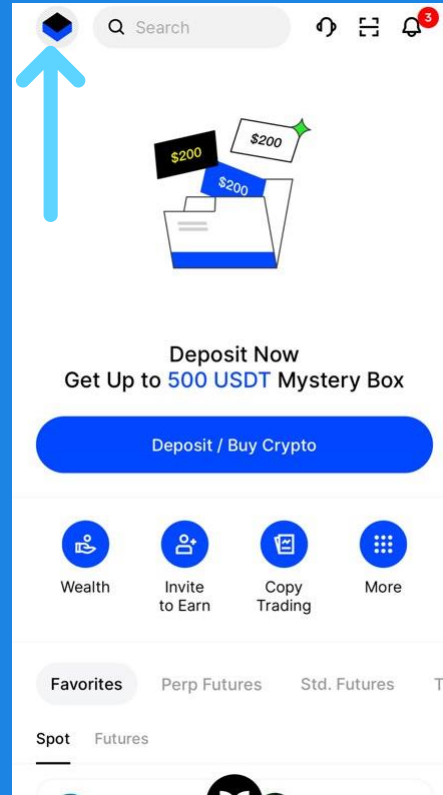 Search
3
$200
$200
$200
Deposit Now
Get Up to 500 USDT Mystery Box
Deposit / Buy Crypto
Wealth
Invite
to Earn
Copy
Trading
More
Favorites Perp Futures Std. Futures T
Spot Futures